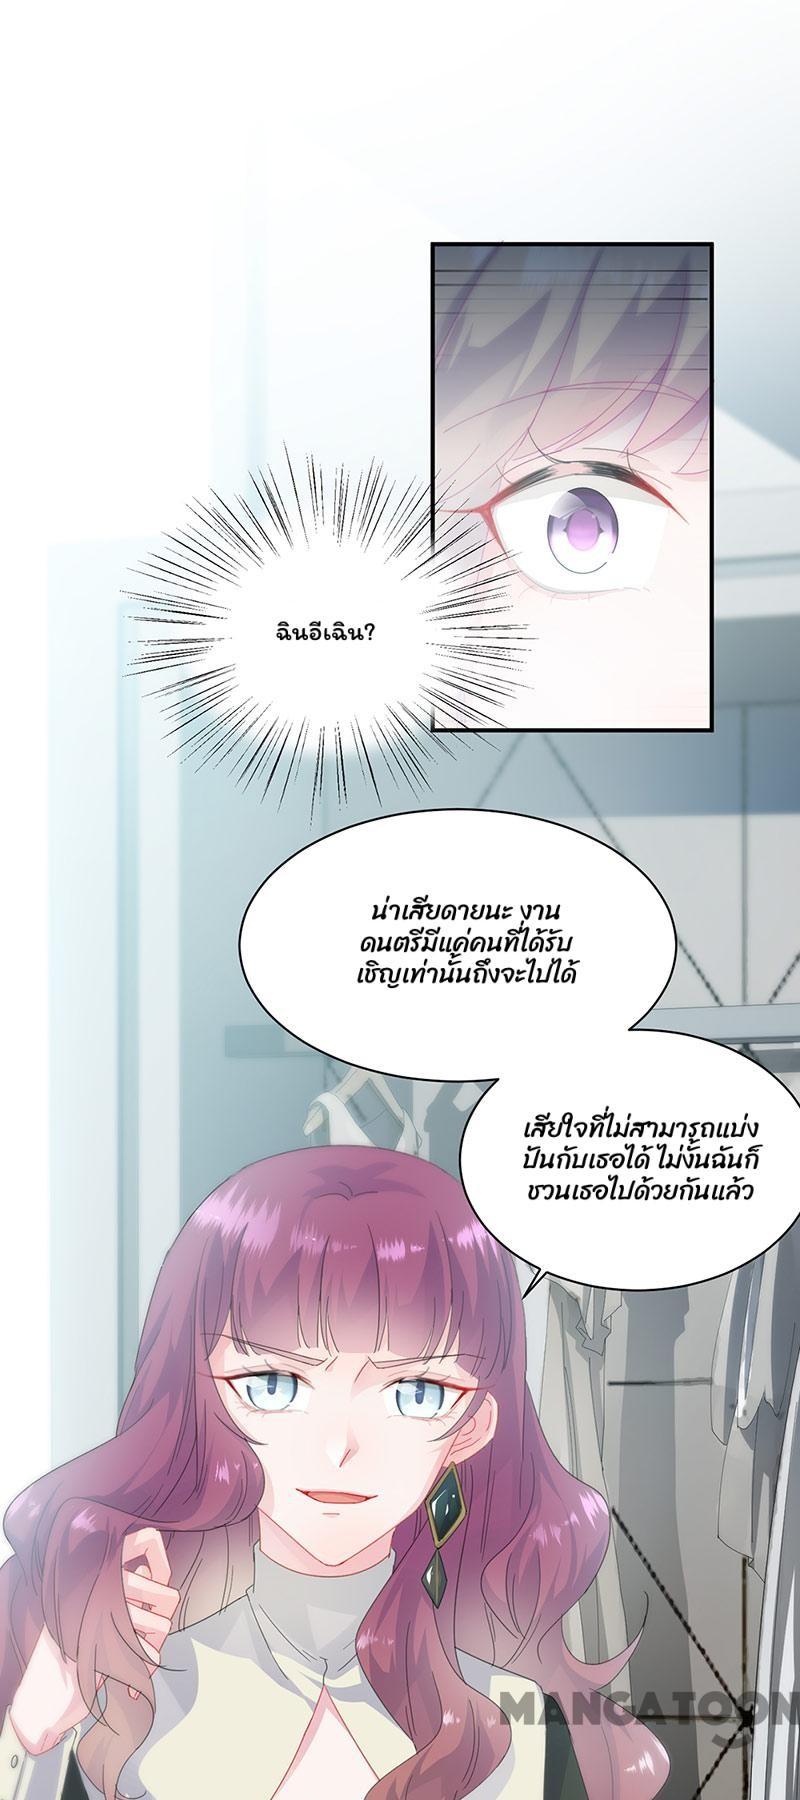 ฉินอีเฉิน?
น่าเสียดายนะ งาน
ดนตรีมีแค่คนที่ได้รับ
เชิญเท่านั้นถึงจะไปได้
เสียใจที่ไม่สามารถแบ่ง
ปันกับเธอได้ ไม่งั้นฉันก็
ชวนเธอไปด้วยกันแล้ว
MANGATOON